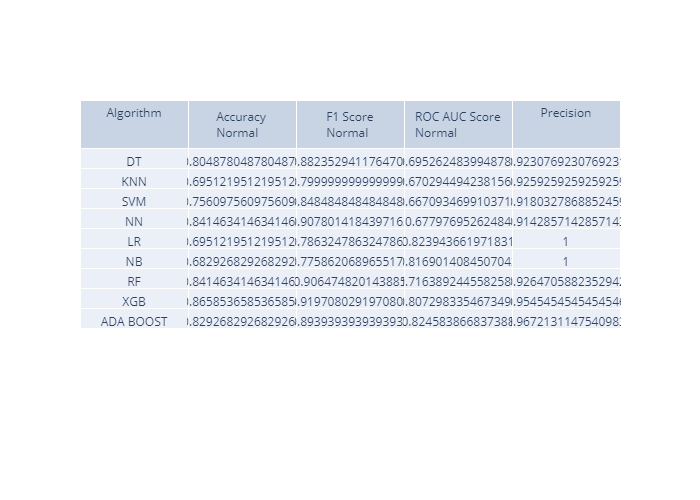 Algorithm Accuracy Normal F1 Score Normal ROC AUC Score Normal Precision
DT .804878048780487 .882352941176470 .695262483994878 .923076923076923
KNN .695121951219512 .799999999999999 .670294494238156 .925925925925925
SVM .756097560975609 .848484848484848 .667093469910371 .918032786885245
NN .841463414634146 .907801418439716 0.67797695262484 .914285714285714
LR .695121951219512 .786324786324786 0.823943661971831 1
NB .682926829268292 .775862068965517 .816901408450704 1
RF .841463414634146 0.906474820143885 .716389244558258 .926470588235294
XGB .865853658536585 .919708029197080 .807298335467349 .954545454545454
ADA BOOST .829268292682926 .893939393939393 0.824583866837388 .967213114754098